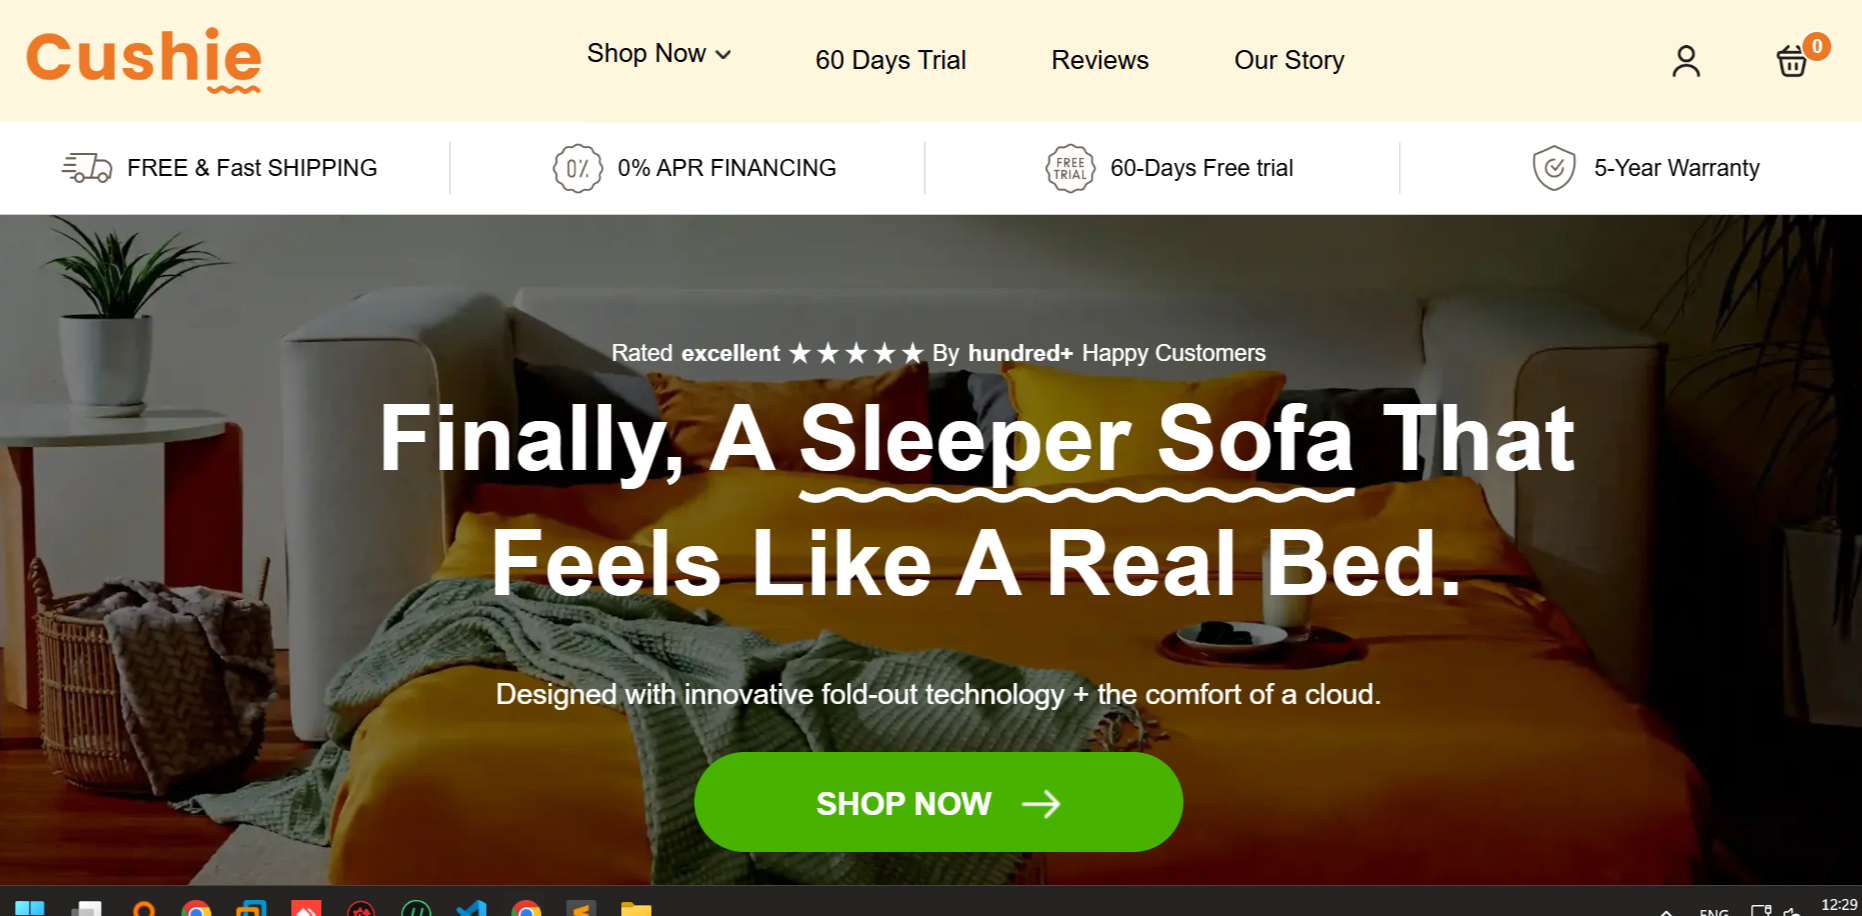 Cushie
Shop Now
60 Days Trial
Reviews
Our Story
0
FREE & Fast SHIPPING
0%
0% APR FINANCING
FREE
TRIAL
60-Days Free trial
5-Year Warranty
Rated excellent ★★★★★ By hundred+ Happy Customers
Finally, A Sleeper Sofa That
Feels Like A Real Bed.
Designed with innovative fold-out technology + the comfort of a cloud.
SHOP NOW →
ENG
12:29